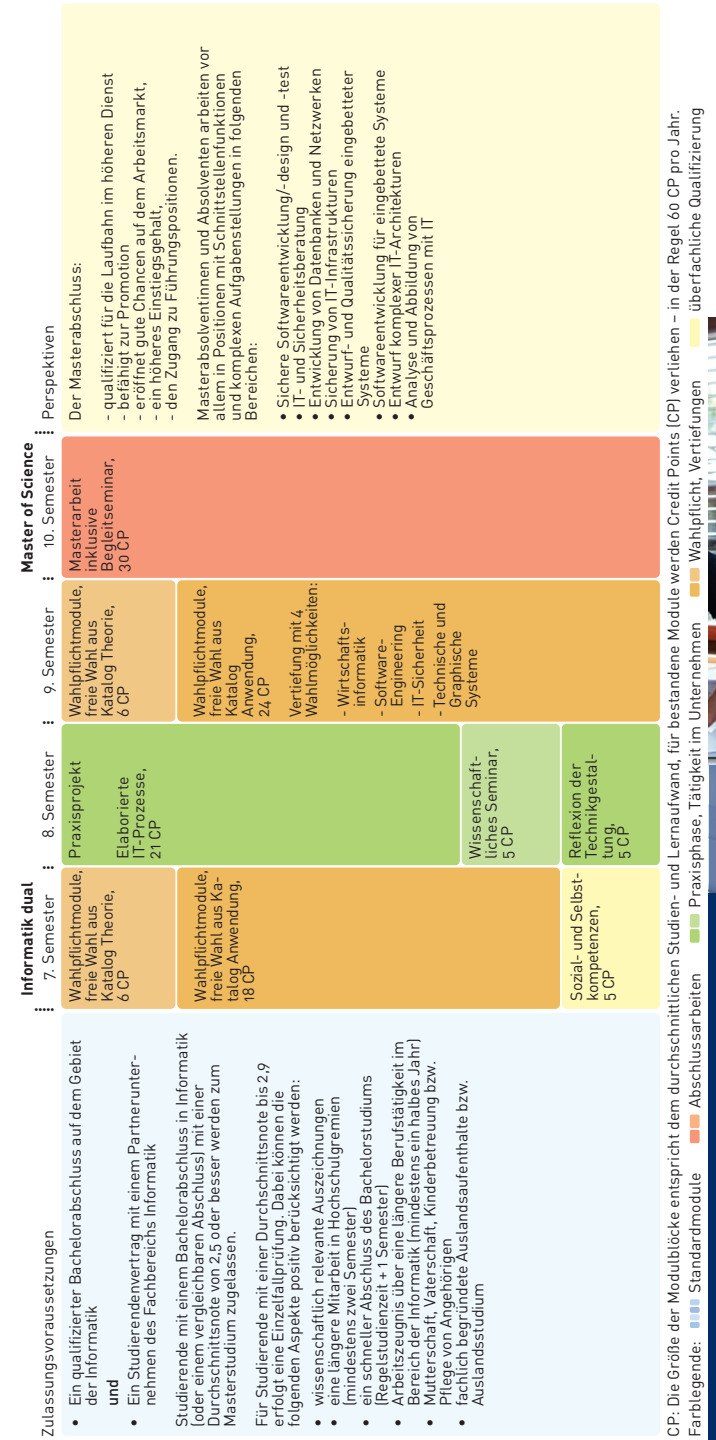 Zulassungsvoraussetzungen
• Ein qualifizierter Bachelorabschluss auf dem Gebiet
der Informatik
und
• Ein Studierendenvertrag mit einem Partnerunter-
nehmen des Fachbereichs Informatik
Studierende mit einem Bachelorabschluss in Informatik
(oder einem vergleichbaren Abschluss) mit einer
Durchschnittsnote von 2,5 oder besser werden zum
Masterstudium zugelassen.
Für Studierende mit einer Durchschnittsnote bis 2,9
erfolgt eine Einzelfallprüfung. Dabei können die
folgenden Aspekte positiv berücksichtigt werden:
• wissenschaftlich relevante Auszeichnungen
• eine längere Mitarbeit in Hochschulgremien
(mindestens zwei Semester)
• ein schneller Abschluss des Bachelorstudiums
(Regelstudienzeit + 1 Semester)
• Arbeitszeugnis über eine längere Berufstätigkeit im
Bereich der Informatik (mindestens ein halbes Jahr)
• Mutterschaft, Vaterschaft, Kinderbetreuung bzw.
Pflege von Angehörigen
• fachlich begründete Auslandsaufenthalte bzw.
Auslandsstudium
Informatik dual
Master of Science
7. Semester
Wahlpflichtmodule,
freie Wahl aus
Katalog Theorie,
6 CP
Wahlpflichtmodule,
freie Wahl aus Ka-
talog Anwendung,
18 CP
Sozial- und Selbst-
kompetenzen,
5 CP
8. Semester
Praxisprojekt
Elaborierte
IT-Prozesse,
21 CP
Wissenschaft-
liches Seminar,
5 CP
Reflexion der
Technikgestal-
tung,
5 CP
9. Semester
Wahlpflichtmodule,
freie Wahl aus
Katalog Theorie,
6 CP
Wahlpflichtmodule,
freie Wahl aus
Katalog
Anwendung,
24 CP
Vertiefung mit 4
Wahlmöglichkeiten:
- Wirtschafts-
informatik
- Software-
Engineering
- IT-Sicherheit
- Technische und
Graphische
Systeme
10. Semester
Masterarbeit
inklusive
Begleitseminar,
30 CP
Perspektiven
Der Masterabschluss:
- qualifiziert für die Laufbahn im höheren Dienst
- befähigt zur Promotion
- eröffnet gute Chancen auf dem Arbeitsmarkt,
- ein höheres Einstiegsgehalt,
- den Zugang zu Führungspositionen.
Masterabsolventinnen und Absolventen arbeiten vor
allem in Positionen mit Schnittstellenfunktionen
und komplexen Aufgabenstellungen in folgenden
Bereichen:
• Sichere Softwareentwicklung/-design und -test
• IT- und Sicherheitsberatung
• Entwicklung von Datenbanken und Netzwerken
• Sicherung von IT-Infrastrukturen
• Entwurf- und Qualitätssicherung eingebetteter
Systeme
• Softwareentwicklung für eingebettete Systeme
• Entwurf komplexer IT-Architekturen
• Analyse und Abbildung von
Geschäftsprozessen mit IT
CP: Die Größe der Modulblöcke entspricht dem durchschnittlichen Studien- und Lernaufwand, für bestandene Module werden Credit Points (CP) verliehen – in der Regel 60 CP pro Jahr.
Farblegende: Standardmodule Abschlussarbeiten Praxisphase, Tätigkeit im Unternehmen Wahlpflicht, Vertiefungen überfachliche Qualifizierung